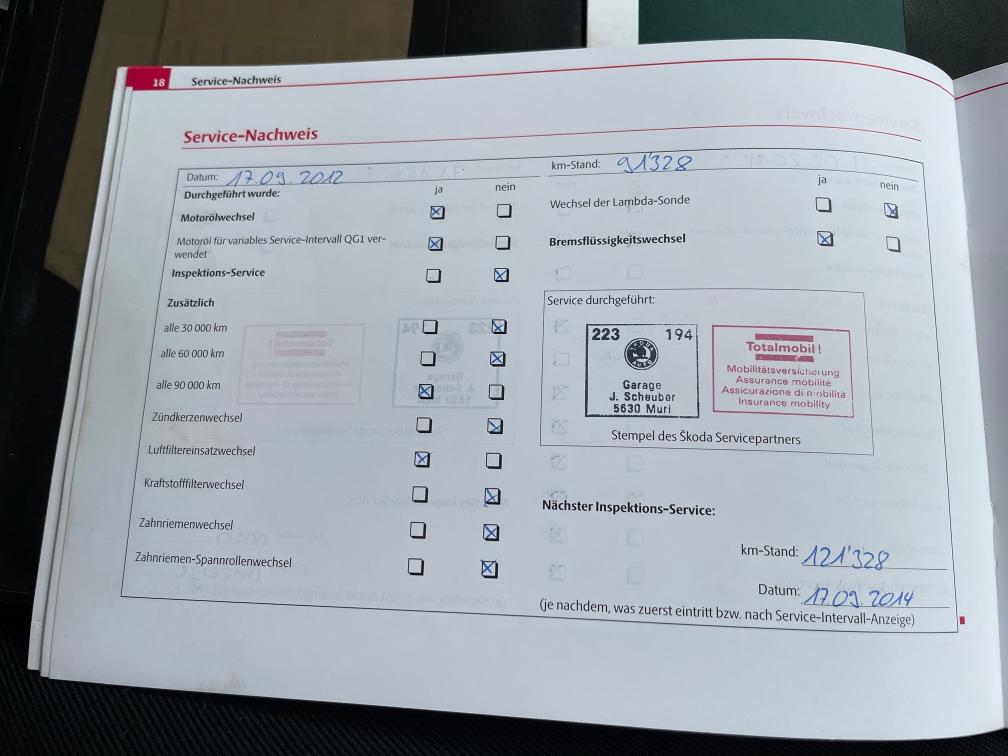 18 Service-Nachweis
Service-Nachweis
Datum: 17.09.2012
km-Stand: 91'328
Durchgeführt wurde: ja nein
Motorölwechsel
Motoröl für variables Service-Intervall QG1 ver-
wendet
Inspektions-Service
Zusätzlich
alle 30 000 km
alle 60 000 km
alle 90 000 km
Zündkerzenwechsel
Luftfiltereinsatzwechsel
Kraftstofffilterwechsel
Zahnriemenwechsel
Zahnriemen-Spannrollenwechsel
ja nein
Wechsel der Lambda-Sonde
Bremsflüssigkeitswechsel
Service durchgeführt:
223 194
Garage
J. Scheuber
5630 Muri
Totalmobil!
Mobilitätsversicherung
Assurance mobilité
Assicurazione di mobilità
Insurance mobility
Stempel des Škoda Servicepartners
Nächster Inspektions-Service:
km-Stand: 121'328
Datum: 17.09.2014
(je nachdem, was zuerst eintritt bzw. nach Service-Intervall-Anzeige)